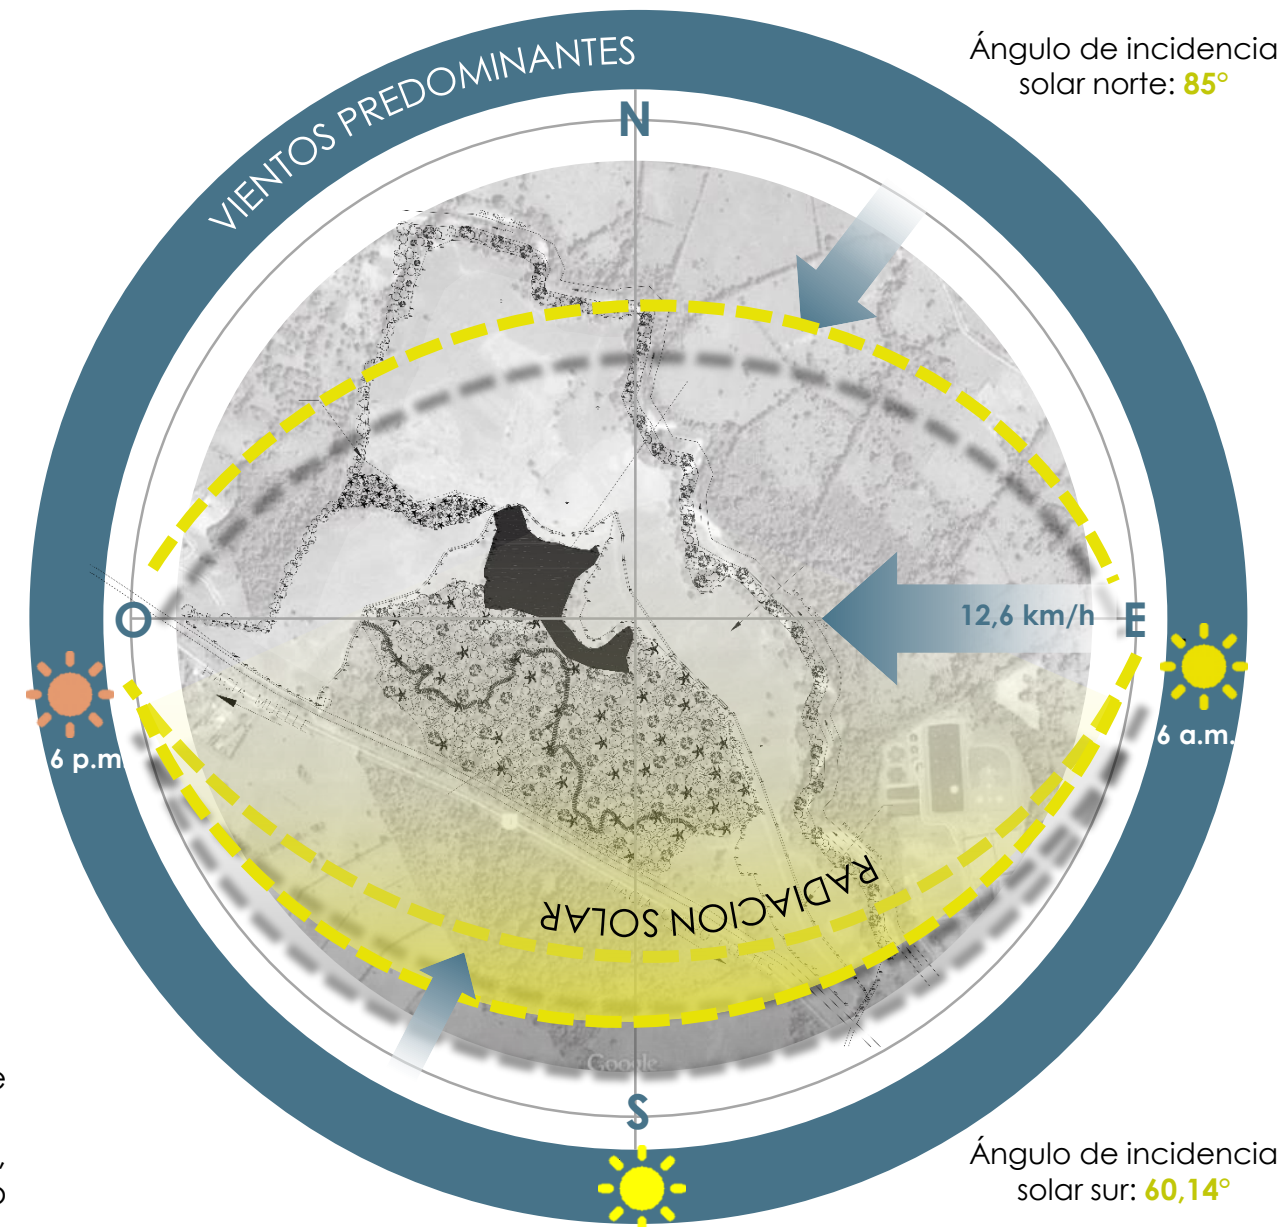 Ángulo de incidencia
solar norte: 85°
VIENTOS PREDOMINANTES
N
12,6 km/h
E
O
6 a.m.
6 p.m
RADIACION SOLAR
Google
S
Ángulo de incidencia
solar sur: 60,14°
e
,
o